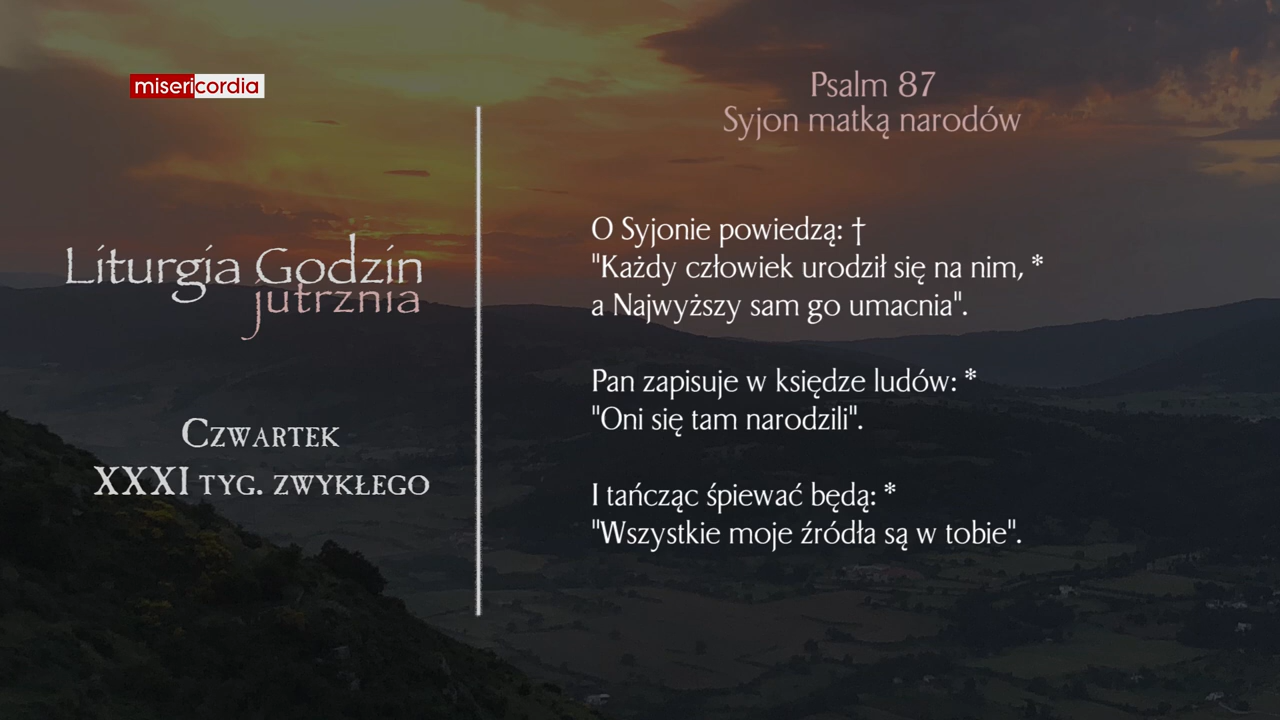 misericordia
Liturgia Godzin
jutrznia
Czwartek
XXXI tyg. zwykłego
Psalm 87
Syjon matką narodów
O Syjonie powiedzą: †
"Każdy człowiek urodził się na nim, *
a Najwyższy sam go umacnia".
Pan zapisuje w księdze ludów: *
"Oni się tam narodzili".
I tańcząc śpiewać będą: *
"Wszystkie moje źródła są w tobie".